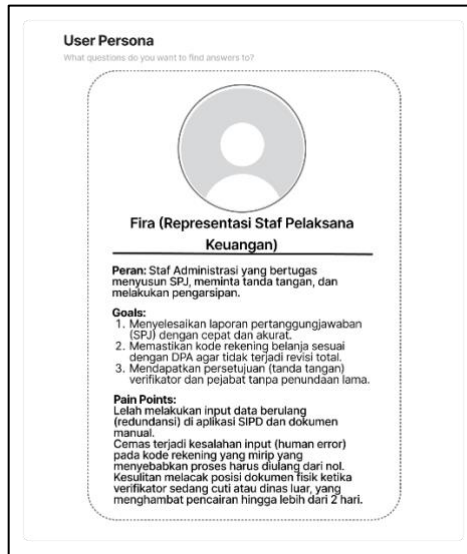 User Persona
What questions do you want to find answers to?
Fira (Representasi Staf Pelaksana
Keuangan)
Peran: Staf Administrasi yang bertugas
menyusun SPJ, meminta tanda tangan, dan
melakukan pengarsipan.
Goals:
1. Menyelesaikan laporan pertanggungjawaban
(SPJ) dengan cepat dan akurat.
2. Memastikan kode rekening belanja sesuai
dengan DPA agar tidak terjadi revisi total.
3. Mendapatkan persetujuan (tanda tangan)
verifikator dan pejabat tanpa penundaan lama.
Pain Points:
Lelah melakukan input data berulang
(redundansi) di aplikasi SIPD dan dokumen
manual.
Cemas terjadi kesalahan input (human error)
pada kode rekening yang mirip yang
menyebabkan proses harus diulang dari nol.
Kesulitan melacak posisi dokumen fisik ketika
verifikator sedang cuti atau dinas luar, yang
menghambat pencairan hingga lebih dari 2 hari.